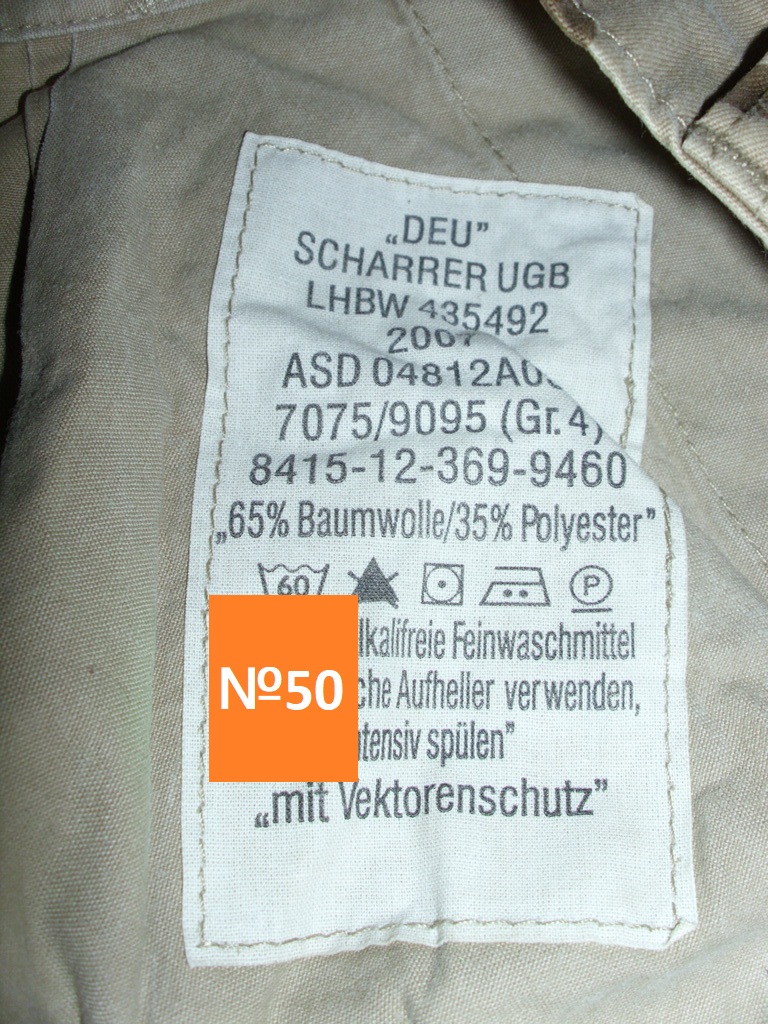 „DEU”
SCHARRER UGB
LHBW 435492
2007
ASD 04812A0
7075/9095 (Gr. 4)
8415-12-369-9460
„65% Baumwolle/35% Polyester”
60 P
lkalifreie Feinwaschmittel
che Aufheller verwenden,
ntensiv spülen”
„mit Vektorenschutz”
№50